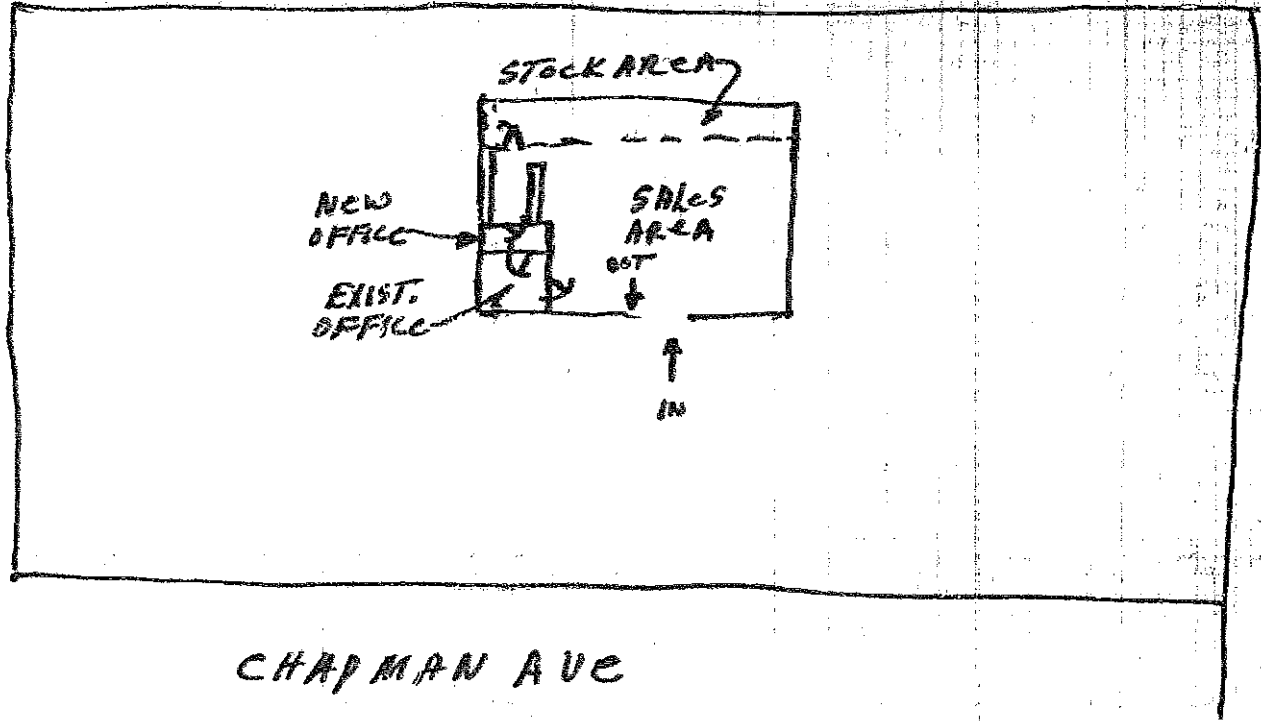 STOCK AREA
NEW
OFFICE
SALES
AREA
OUT
EXIST.
OFFICE
IN
CHAPMAN AVE